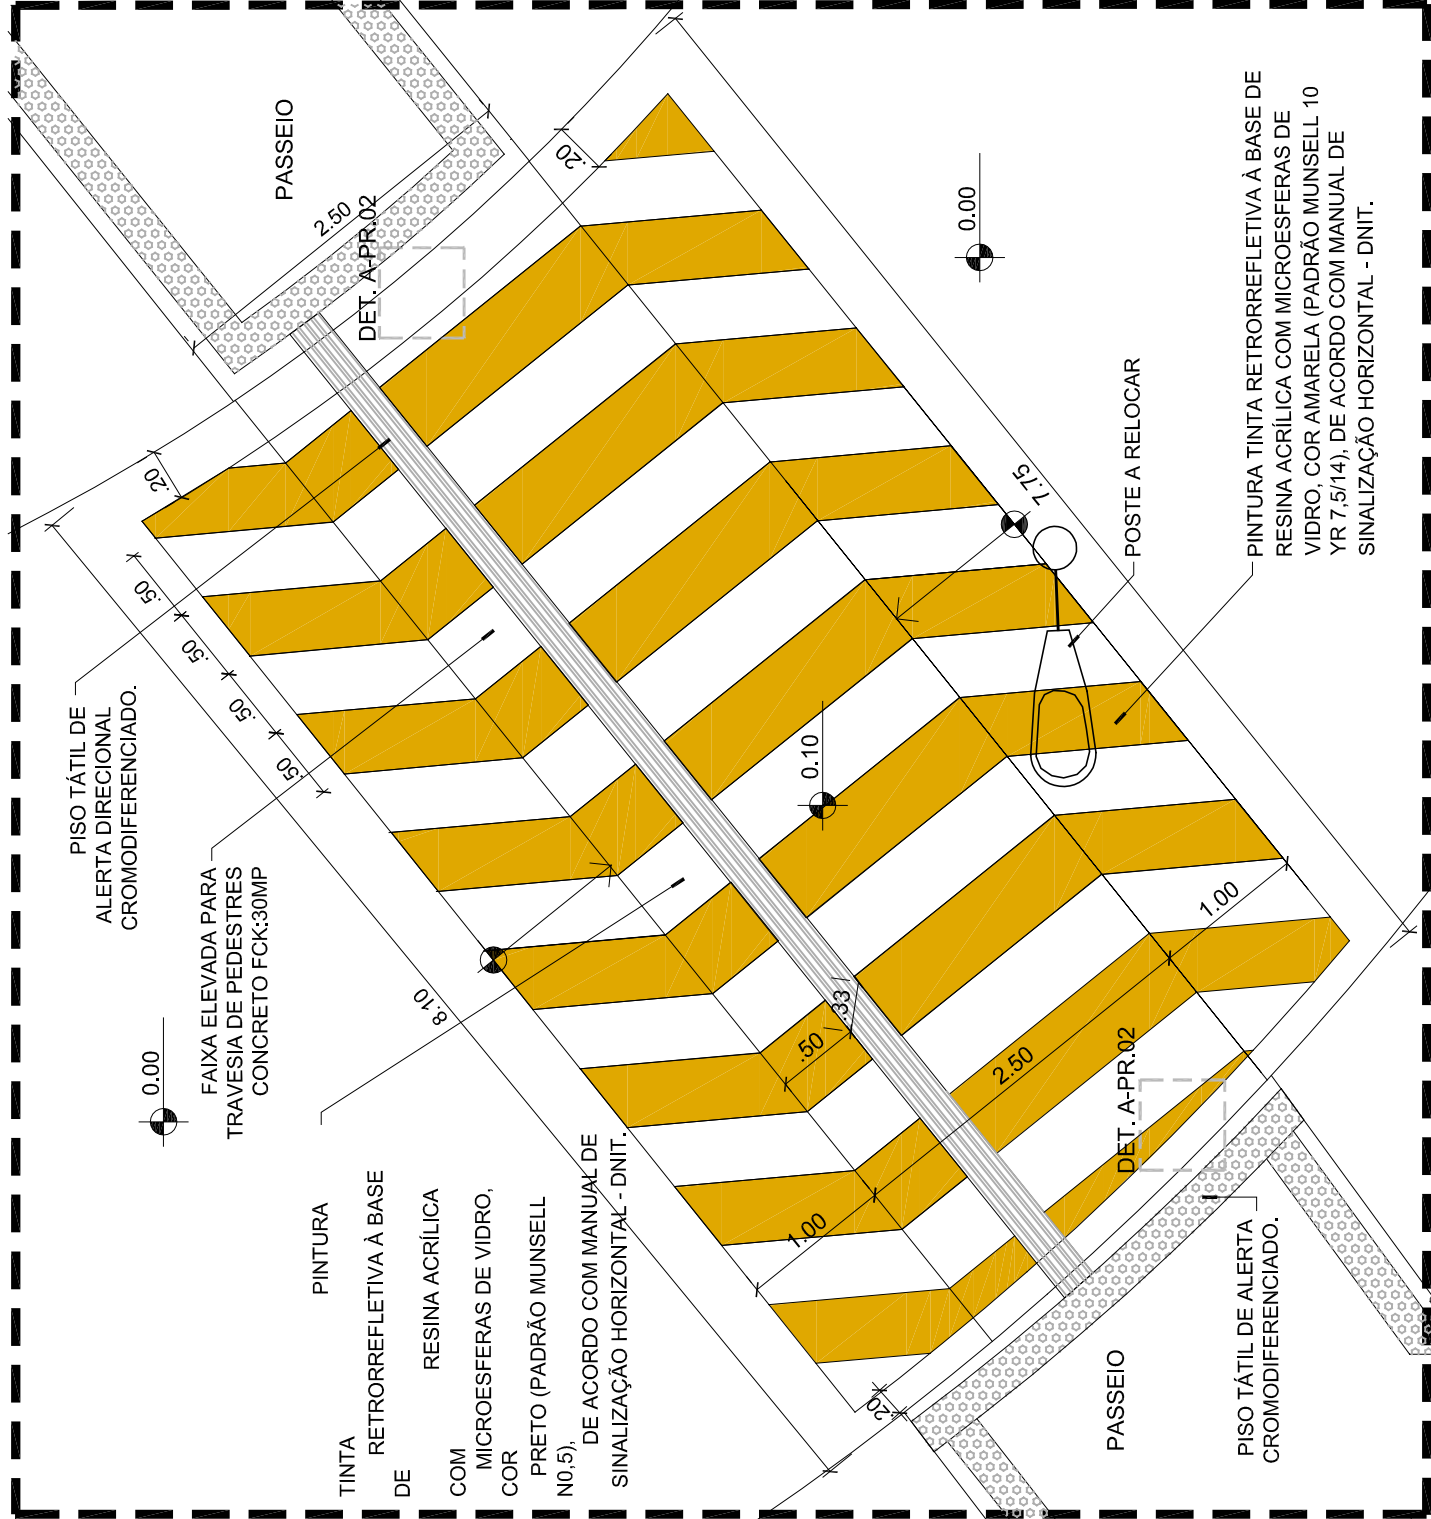 PISO TÁTIL DE
ALERTA DIRECIONAL
CROMODIFERENCIADO.
FAIXA ELEVADA PARA
TRAVESIA DE PEDESTRES
CONCRETO FCK:30MP
0.00
PINTURA
TINTA
RETRORREFLETIVA À BASE
DE
RESINA ACRÍLICA
COM
MICROESFERAS DE VIDRO,
COR
PRETO (PADRÃO MUNSELL
N0,5),
DE ACORDO COM MANUAL DE
SINALIZAÇÃO HORIZONTAL - DNIT.
PASSEIO
2.50
DET. A-PR.02
.20
.20
.50
.50
.50
.50
8.10
0.10
.33
.50
2.50
1.00
1.00
7.75
0.00
POSTE A RELOCAR
PINTURA TINTA RETRORREFLETIVA À BASE DE
RESINA ACRÍLICA COM MICROESFERAS DE
VIDRO, COR AMARELA (PADRÃO MUNSELL 10
YR 7,5/14), DE ACORDO COM MANUAL DE
SINALIZAÇÃO HORIZONTAL - DNIT.
DET. A-PR.02
.20
PASSEIO
PISO TÁTIL DE ALERTA
CROMODIFERENCIADO.